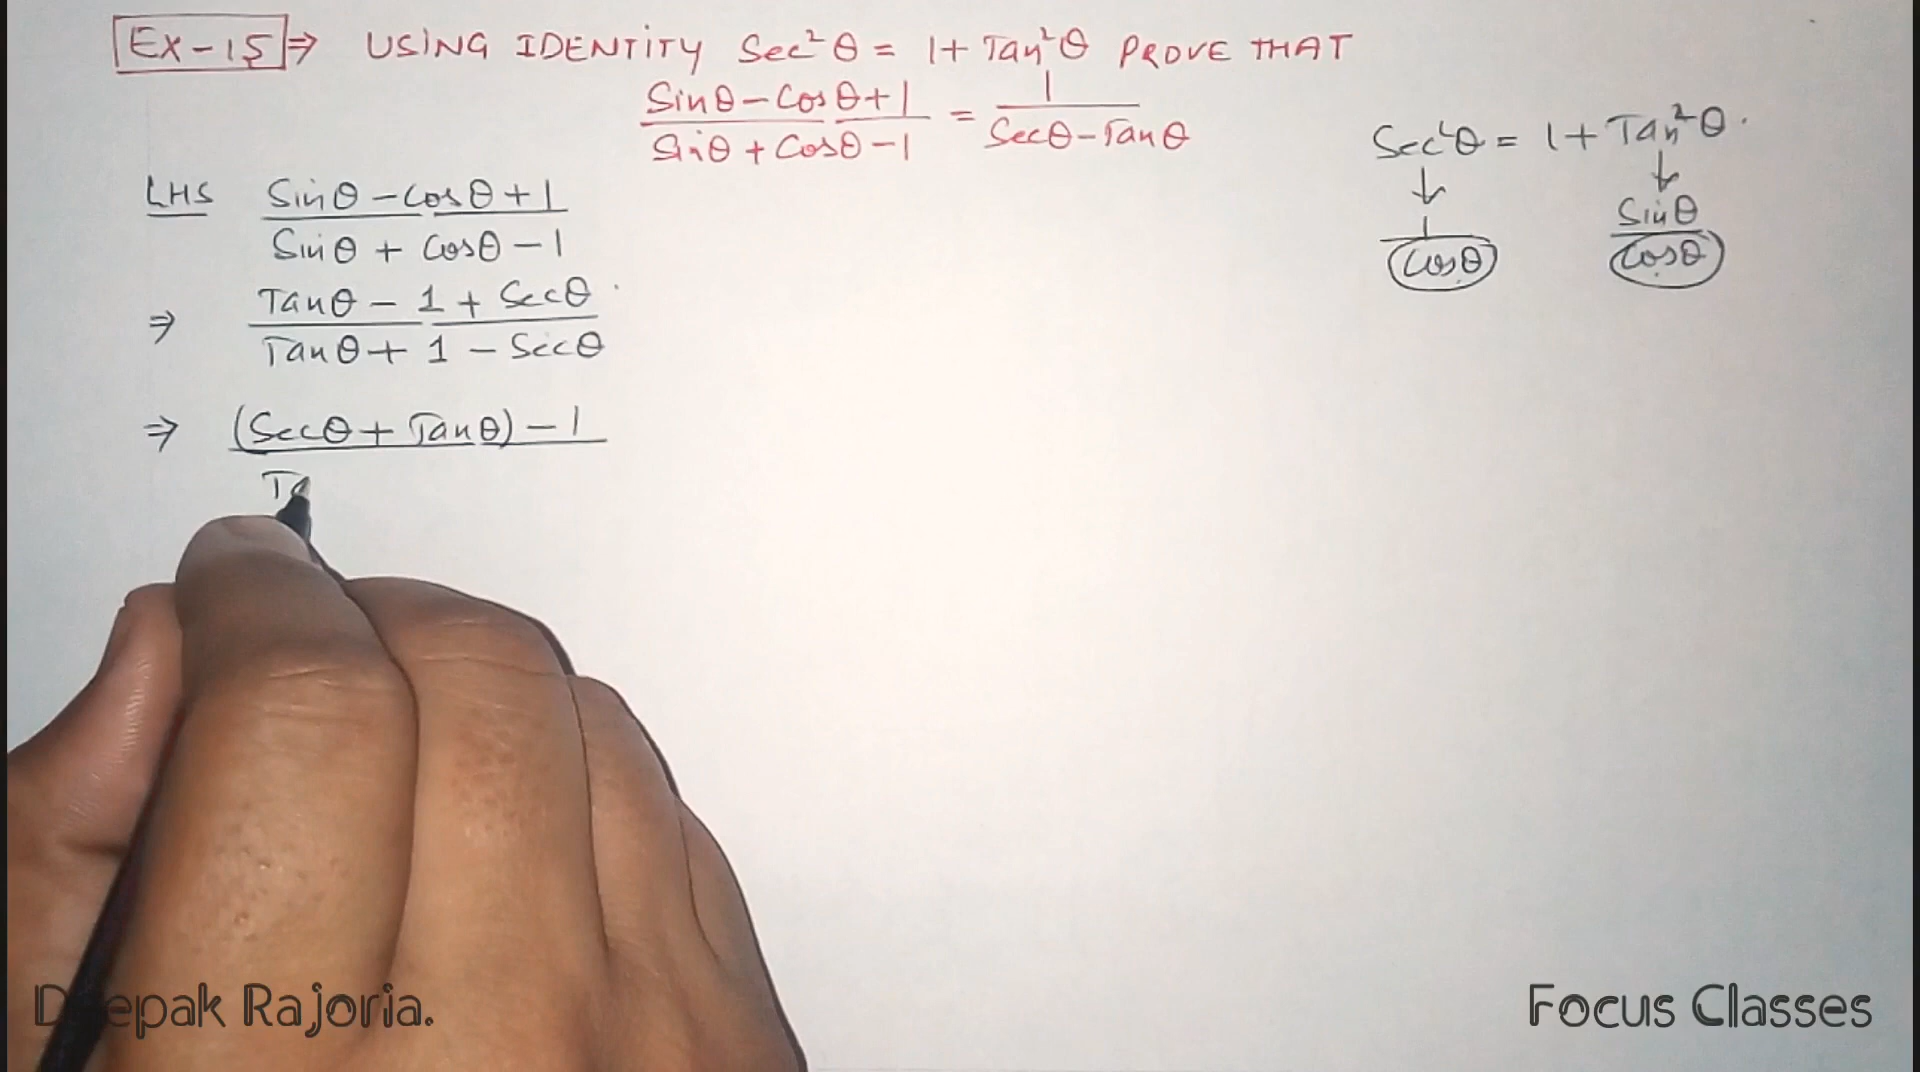 EX-15 ⇒ USING IDENTITY Sec²θ = 1 + Tan²θ PROVE THAT
Sinθ - Cosθ + 1 / Sinθ + Cosθ - 1 = 1 / Secθ - Tanθ
Sec²θ = 1 + Tan²θ.
↓ ↓
1 / Cosθ Sinθ / Cosθ
LHS Sinθ - Cosθ + 1 / Sinθ + Cosθ - 1
⇒ Tanθ - 1 + Secθ / Tanθ + 1 - Secθ
⇒ (Secθ + Tanθ) - 1 / Ta
Deepak Rajoria.
Focus Classes